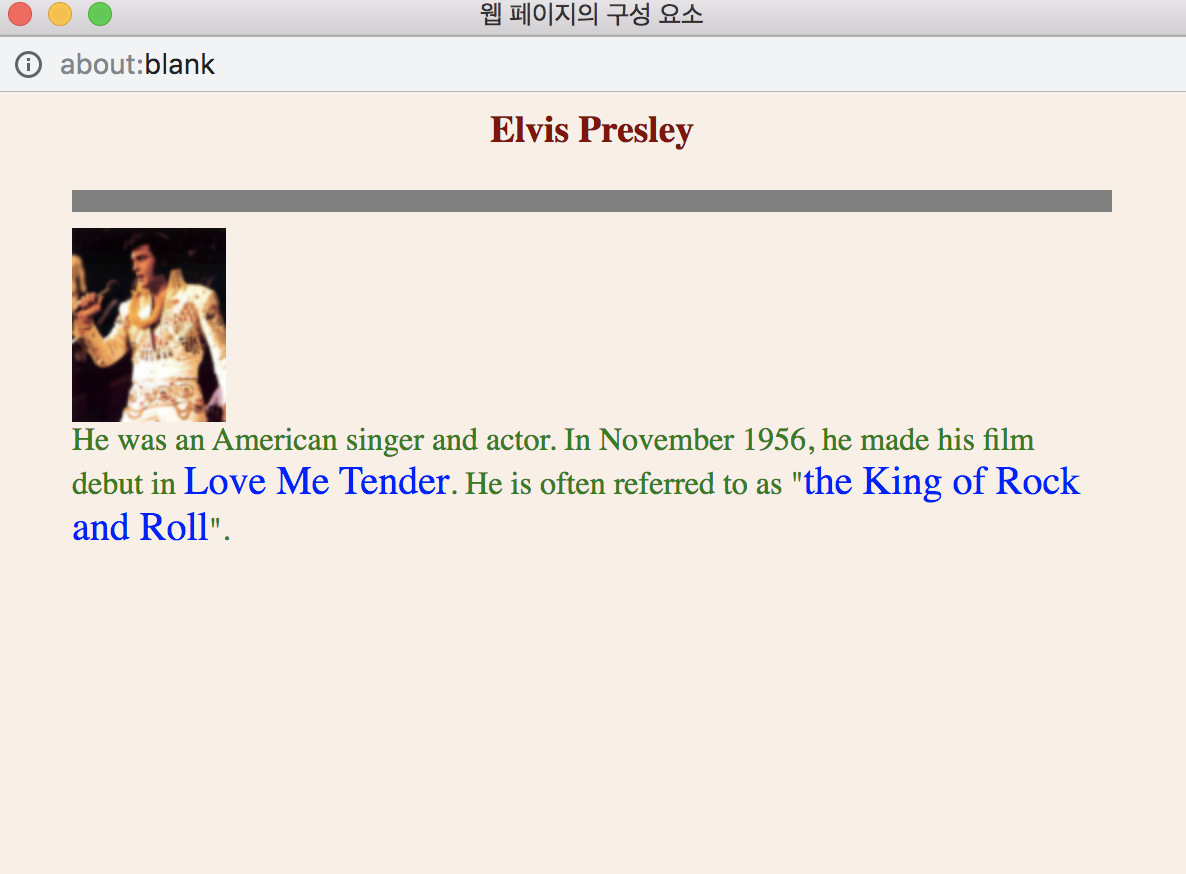 웹 페이지의 구성 요소
about:blank
Elvis Presley
He was an American singer and actor. In November 1956, he made his film
debut in Love Me Tender. He is often referred to as "the King of Rock
and Roll".